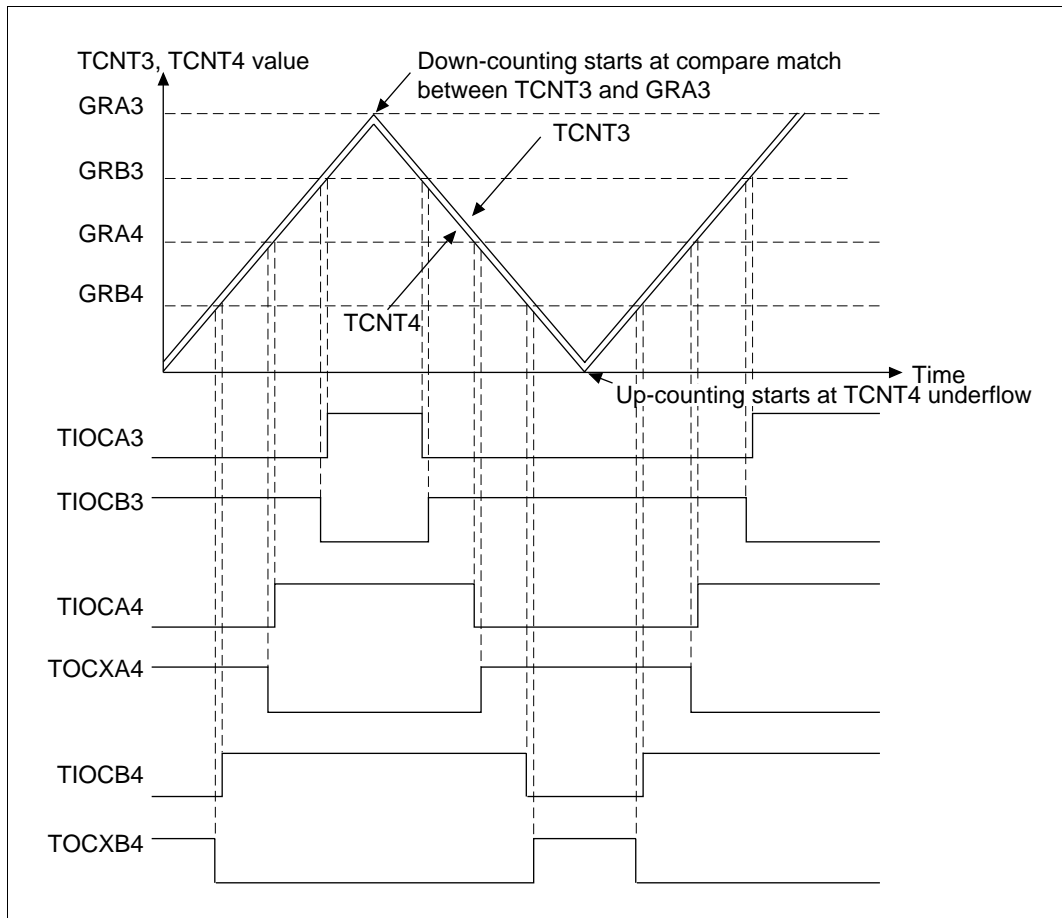 TCNT3, TCNT4 value
Down-counting starts at compare match
between TCNT3 and GRA3
GRA3
TCNT3
GRB3
GRA4
GRB4
TCNT4
Time
Up-counting starts at TCNT4 underflow
TIOCA3
TIOCB3
TIOCA4
TOCXA4
TIOCB4
TOCXB4